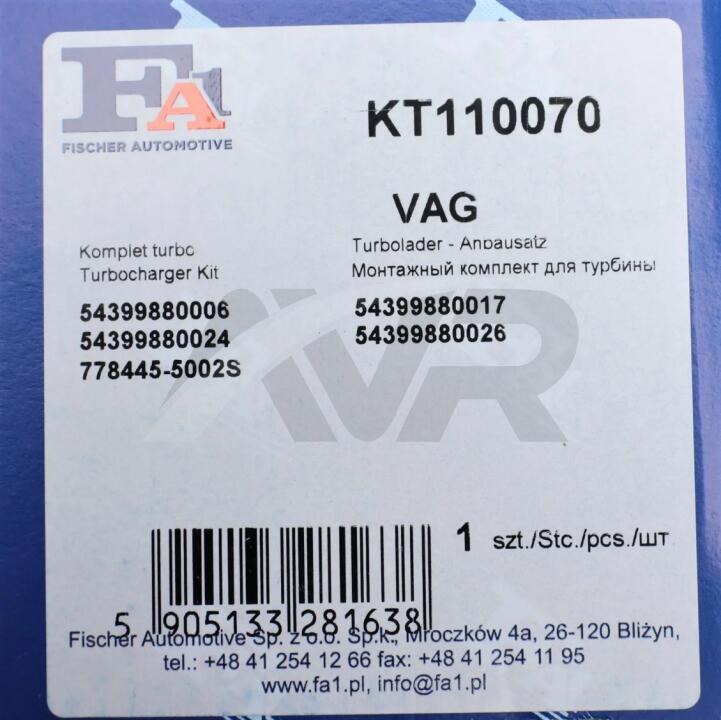 FA1
FISCHER AUTOMOTIVE
KT110070
VAG
Komplet turbo
Turbocharger Kit
Turbolader - Anbausatz
Монтажный комплект для турбины
54399880006
54399880024
778445-5002S
54399880017
54399880026
AVR
1 szt./Stc./pcs./шт
5 905133 281638
Fischer Automotive Sp. z o.o. Sp.k., Mroczków 4a, 26-120 Bliżyn,
tel.: +48 41 254 12 66 fax: +48 41 254 11 95
www.fa1.pl, info@fa1.pl